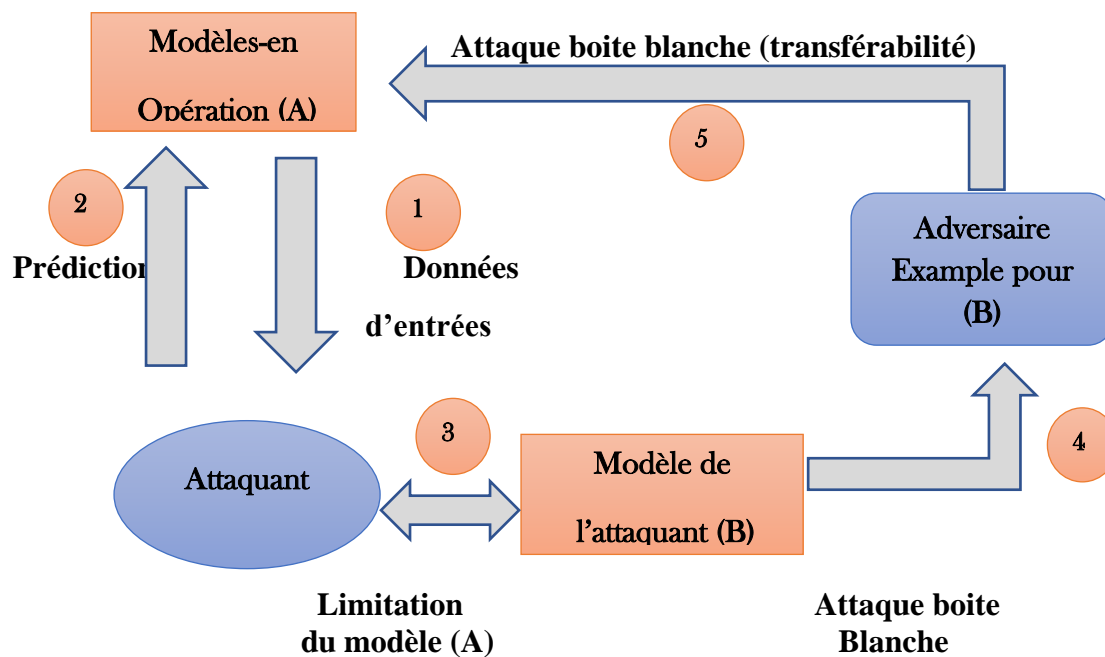 Modèles-en
Opération (A)
Attaque boite blanche (transférabilité)
5
2
1
Prédiction
Données
d’entrées
Adversaire
Example pour
(B)
3
4
Attaquant
Modèle de
l’attaquant (B)
Limitation
du modèle (A)
Attaque boite
Blanche